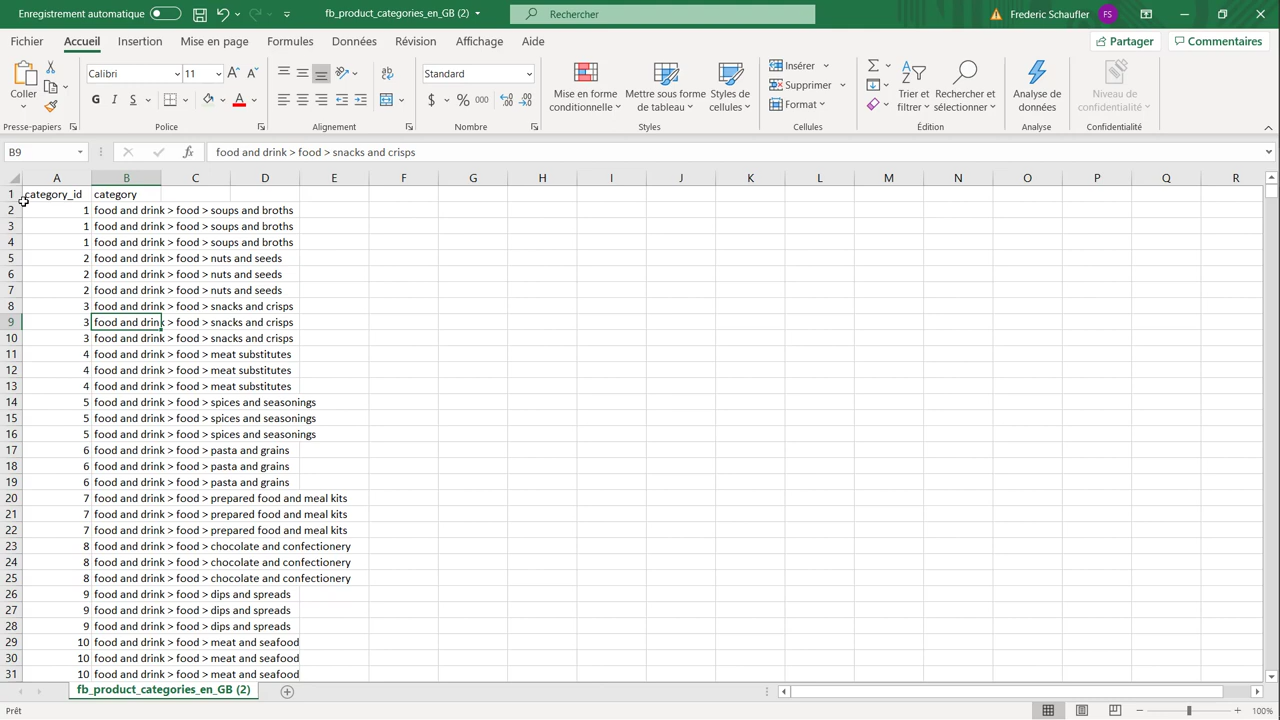 Enregistrement automatique
fb_product_categories_en_GB (2)
Rechercher
Frederic Schaufler
FS
Fichier
Accueil
Insertion
Mise en page
Formules
Données
Révision
Affichage
Aide
Partager
Commentaires
Coller
Calibri
11
G I S
Standard
Mise en forme conditionnelle
Mettre sous forme de tableau
Styles de cellules
Insérer
Supprimer
Format
Trier et filtrer
Rechercher et sélectionner
Analyse de données
Niveau de confidentialité
Presse-papiers
Police
Alignement
Nombre
Styles
Cellules
Édition
Analyse
Confidentialité
B9
fx
food and drink > food > snacks and crisps
A B C D E F G H I J K L M N O P Q R
1 category_id category
2 1 food and drink > food > soups and broths
3 1 food and drink > food > soups and broths
4 1 food and drink > food > soups and broths
5 2 food and drink > food > nuts and seeds
6 2 food and drink > food > nuts and seeds
7 2 food and drink > food > nuts and seeds
8 3 food and drink > food > snacks and crisps
9 3 food and drink > food > snacks and crisps
10 3 food and drink > food > snacks and crisps
11 4 food and drink > food > meat substitutes
12 4 food and drink > food > meat substitutes
13 4 food and drink > food > meat substitutes
14 5 food and drink > food > spices and seasonings
15 5 food and drink > food > spices and seasonings
16 5 food and drink > food > spices and seasonings
17 6 food and drink > food > pasta and grains
18 6 food and drink > food > pasta and grains
19 6 food and drink > food > pasta and grains
20 7 food and drink > food > prepared food and meal kits
21 7 food and drink > food > prepared food and meal kits
22 7 food and drink > food > prepared food and meal kits
23 8 food and drink > food > chocolate and confectionery
24 8 food and drink > food > chocolate and confectionery
25 8 food and drink > food > chocolate and confectionery
26 9 food and drink > food > dips and spreads
27 9 food and drink > food > dips and spreads
28 9 food and drink > food > dips and spreads
29 10 food and drink > food > meat and seafood
30 10 food and drink > food > meat and seafood
31 10 food and drink > food > meat and seafood
fb_product_categories_en_GB (2)
Prêt
100%